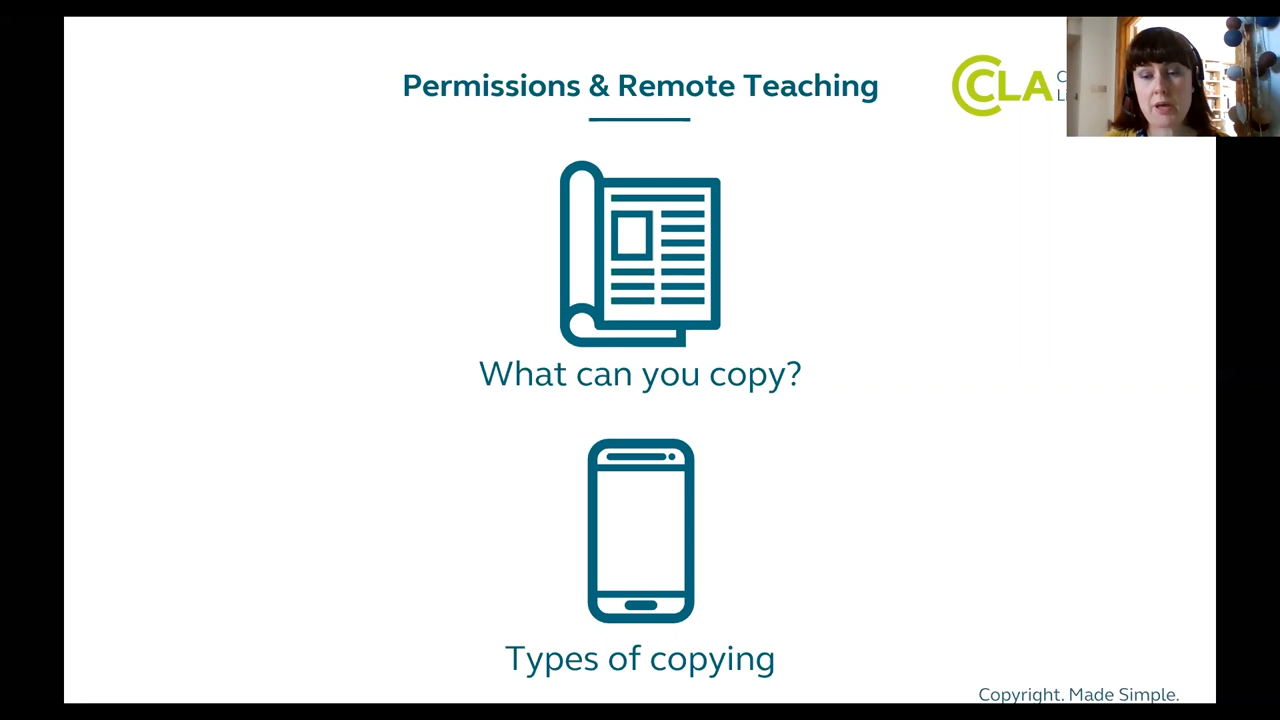 Permissions & Remote Teaching
CLA
What can you copy?
Types of copying
Copyright. Made Simple.